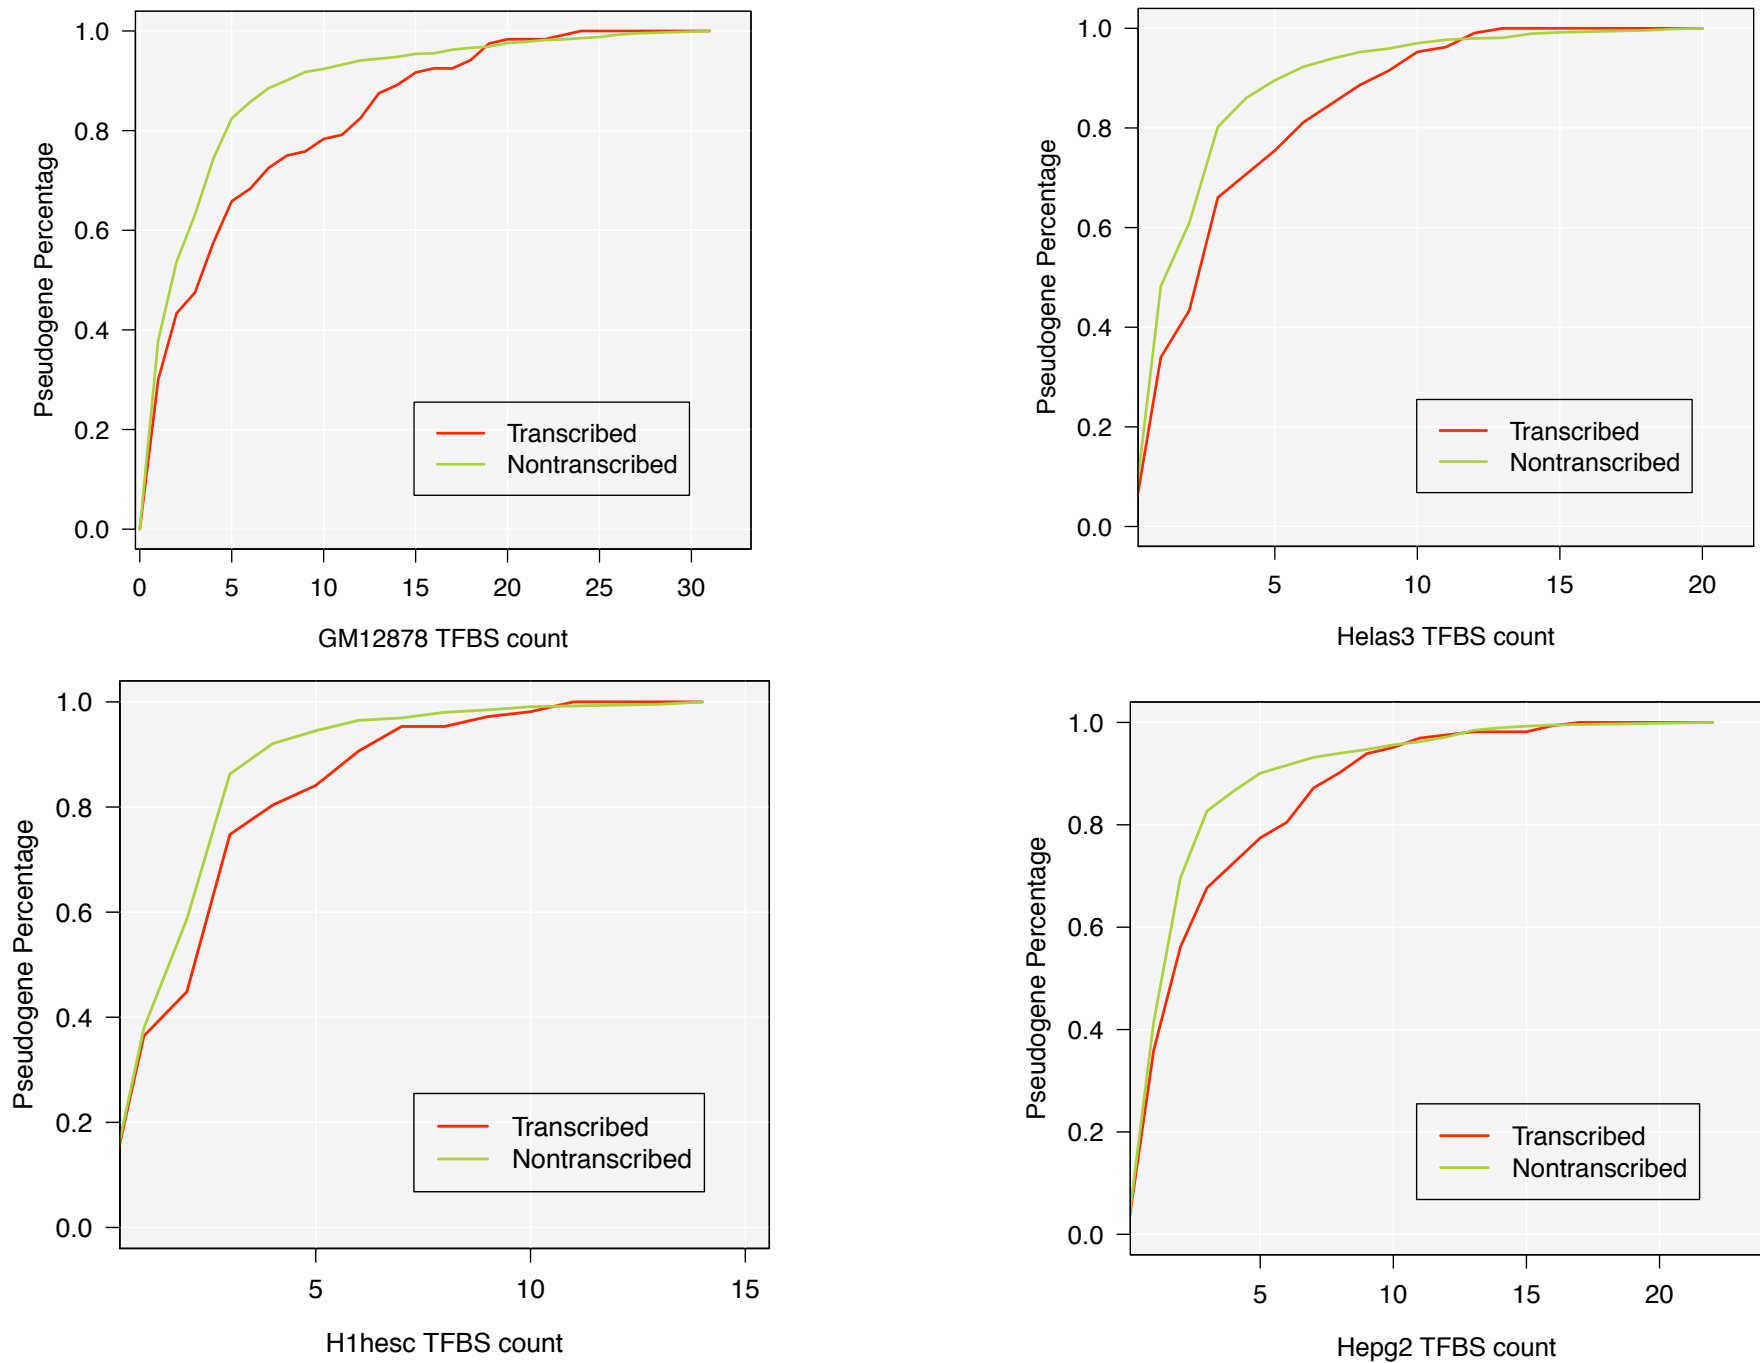 1.0
0.8
0.6
0.4
0.2
0.0
Pseudogene Percentage
Transcribed
Nontranscribed
0 5 10 15 20 25 30
GM12878 TFBS count
1.0
0.8
0.6
0.4
0.2
0.0
Pseudogene Percentage
Transcribed
Nontranscribed
5 10 15 20
Helas3 TFBS count
1.0
0.8
0.6
0.4
0.2
0.0
Pseudogene Percentage
Transcribed
Nontranscribed
5 10 15
H1hesc TFBS count
1.0
0.8
0.6
0.4
0.2
0.0
Pseudogene Percentage
Transcribed
Nontranscribed
5 10 15 20
Hepg2 TFBS count